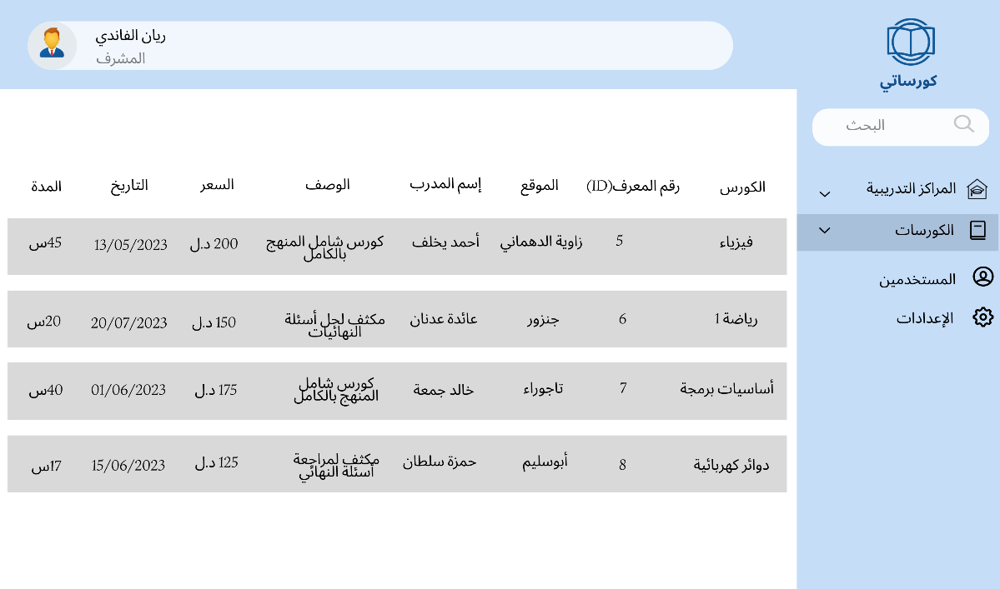 ريان الفاندي
المشرف
كورساتي
البحث
المراكز التدريبية
الكورسات
المستخدمين
الإعدادات
الكورس رقم المعرف(ID) الموقع إسم المدرب الوصف السعر التاريخ المدة
فيزياء 5 زاوية الدهماني أحمد يخلف كورس شامل المنهج بالكامل 200 د.ل 13/05/2023 45س
رياضة 1 6 جنزور عائدة عدنان مكثف لحل أسئلة النهائيات 150 د.ل 20/07/2023 20س
أساسيات برمجة 7 تاجوراء خالد جمعة كورس شامل المنهج بالكامل 175 د.ل 01/06/2023 40س
دوائر كهربائية 8 أبوسليم حمزة سلطان مكثف لمراجعة أسئلة النهائي 125 د.ل 15/06/2023 17س